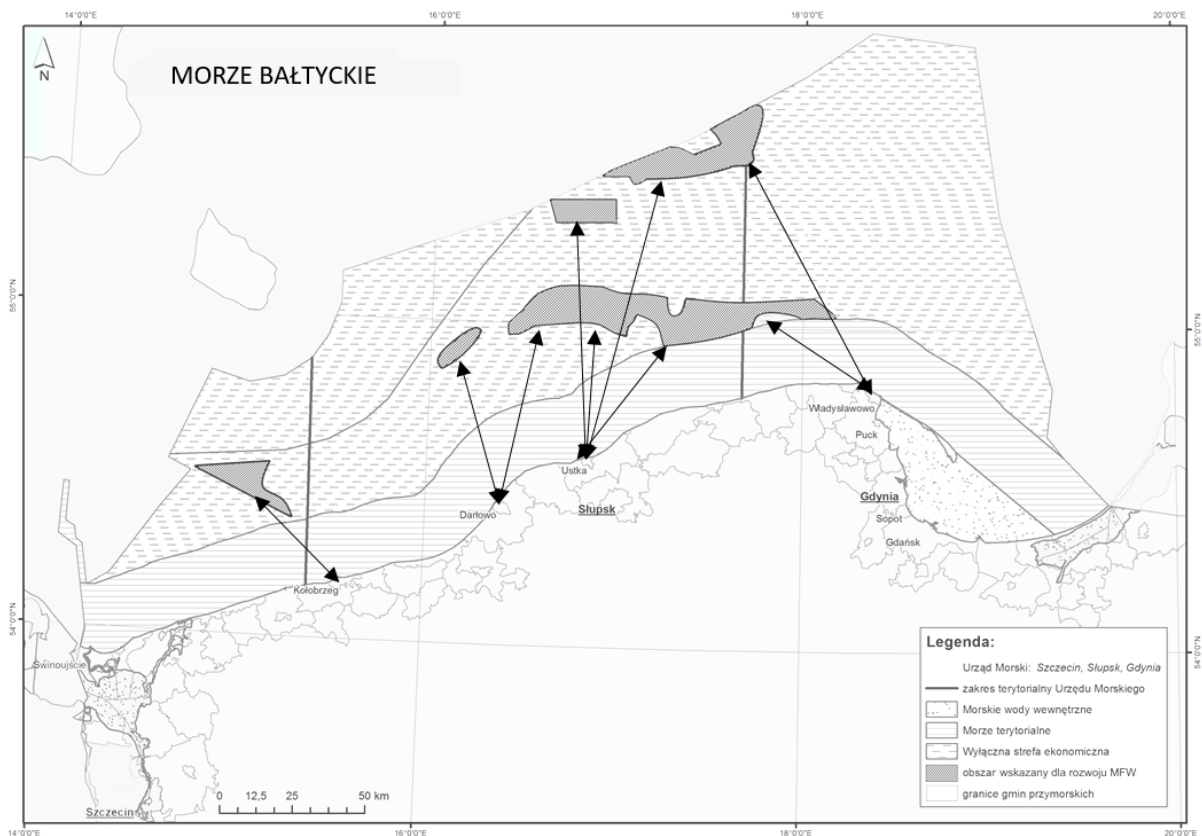 14°0'0"E
16°0'0"E
18°0'0"E
20°0'0"E
N
MORZE BAŁTYCKIE
55°0'0"N
55°0'0"N
Władysławowo
Puck
Ustka
Gdynia
Darłowo
Słupsk
Sopot
Gdańsk
Kołobrzeg
54°0'0"N
54°0'0"N
Świnoujście
Legenda:
Urząd Morski: Szczecin, Słupsk, Gdynia
zakres terytorialny Urzędu Morskiego
Morskie wody wewnętrzne
Morze terytorialne
Wyłączna strefa ekonomiczna
obszar wskazany dla rozwoju MFW
granice gmin przymorskich
0 12,5 25 50 km
Szczecin
14°0'0"E
16°0'0"E
18°0'0"E
20°0'0"E